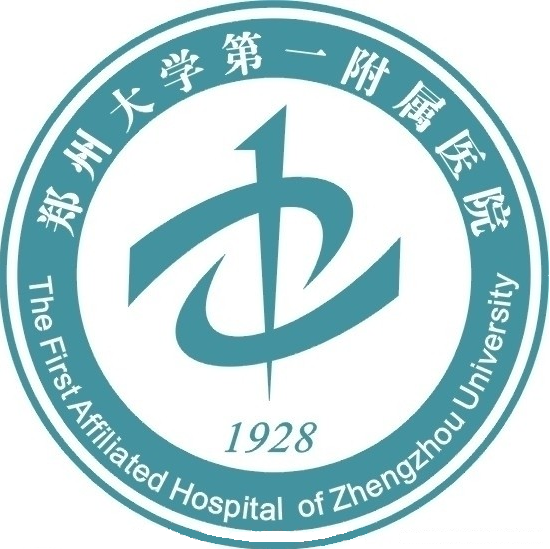 郑州大学第一附属医院
1928
The First Affiliated Hospital of Zhengzhou University